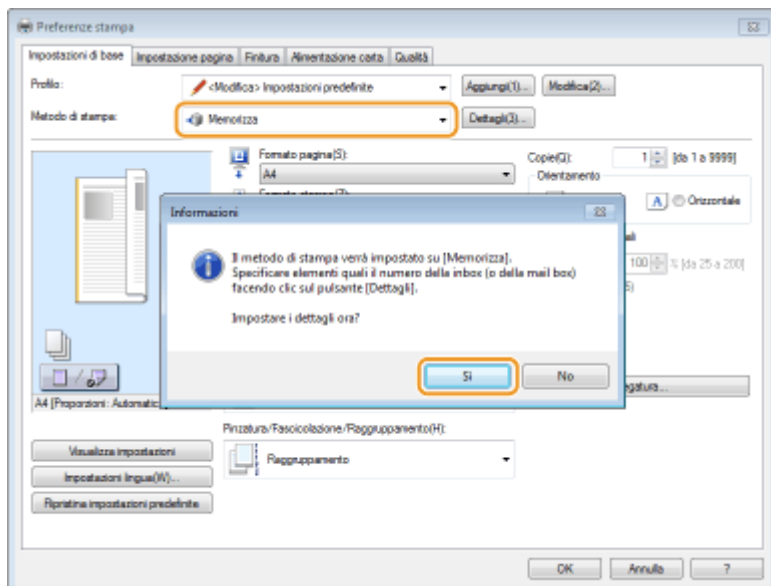 Preferenze stampa
Impostazioni di base
Impostazione pagina
Finitura
Alimentazione carta
Qualità
Profilo:
<Modifica> Impostazioni predefinite
Aggiungi(1)...
Modifica(2)...
Metodo di stampa:
Memorizza
Dettagli(3)...
Formato pagina(S):
A4
Copie(Q):
1
[da 1 a 9999]
Orientamento
A
Orizzontale
100
% [da 25 a 200]
Informazioni
Il metodo di stampa verrà impostato su [Memorizza].
Specificare elementi quali il numero della inbox (o della mail box)
facendo clic sul pulsante [Dettagli].
Impostare i dettagli ora?
Sì
No
A4 [Proporzioni: Automatic
Pinzatura/Fascicolazione/Raggruppamento(H):
Raggruppamento
Visualizza impostazioni
Impostazioni lingua(W)...
Ripristina impostazioni predefinite
OK
Annulla
?